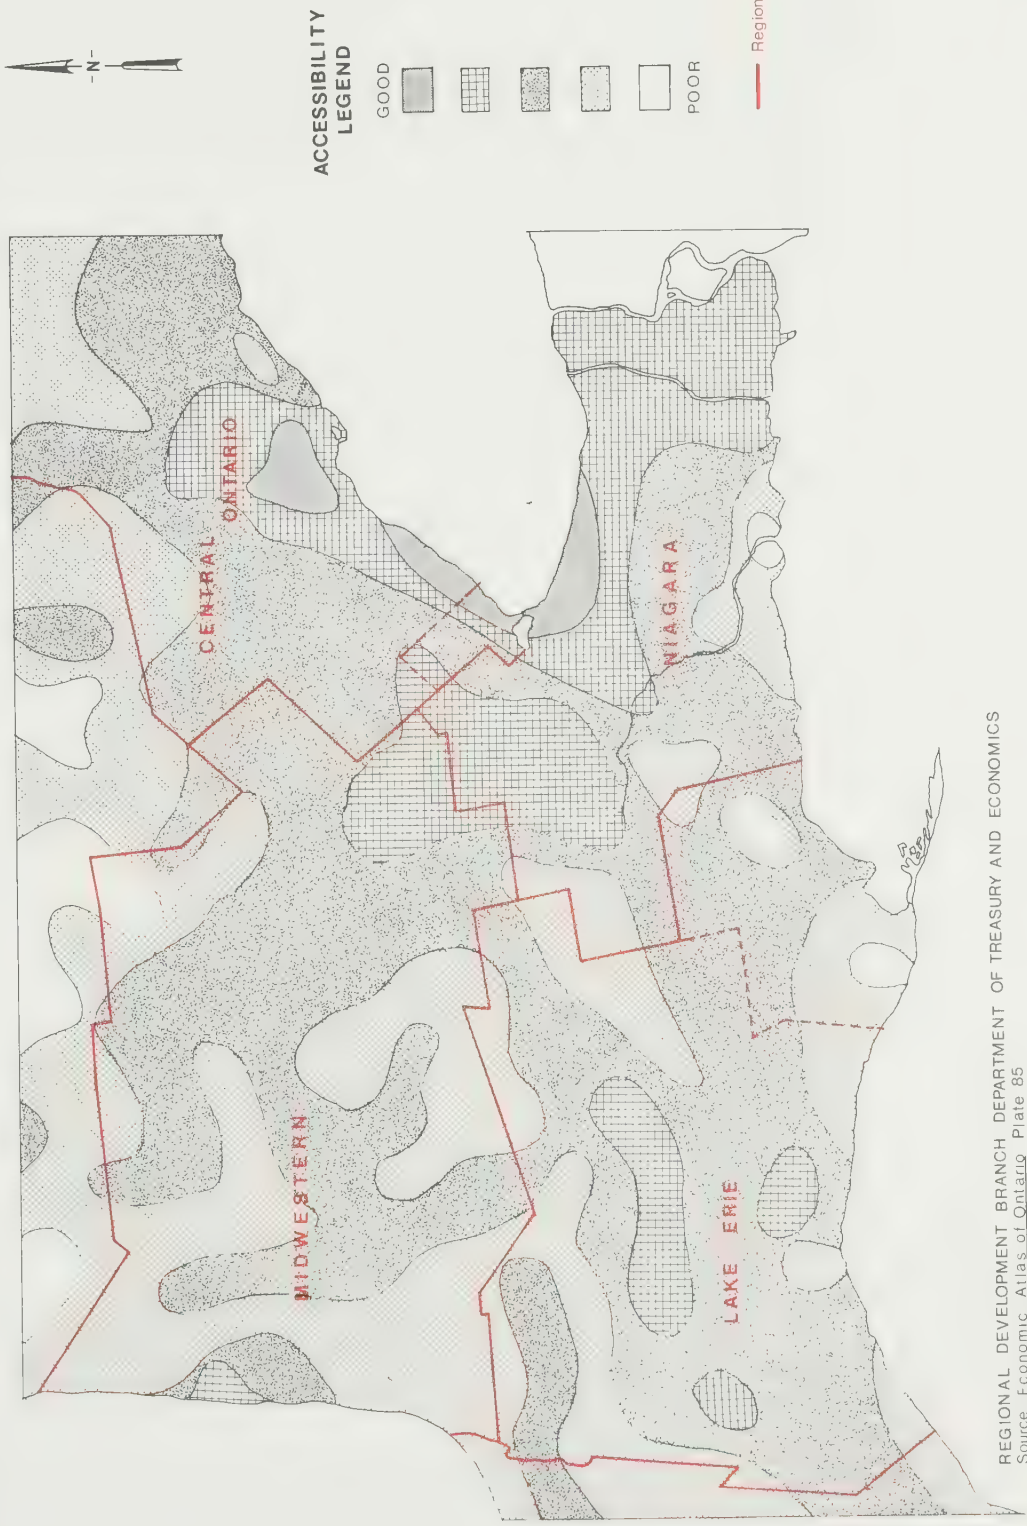 -N-
ACCESSIBILITY
LEGEND
GOOD
POOR
Region
CENTRAL ONTARIO
NIAGARA
MIDWESTERN
LAKE ERIE
REGIONAL DEVELOPMENT BRANCH DEPARTMENT OF TREASURY AND ECONOMICS
Source Economic Atlas of Ontario Plate 85